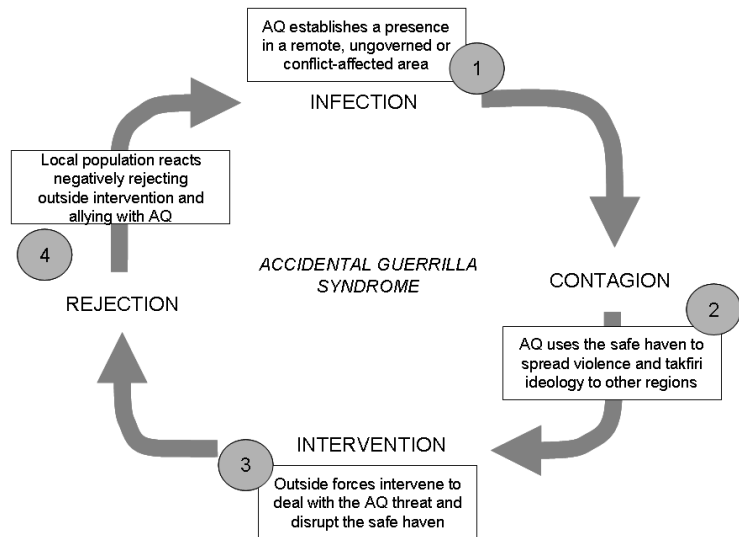 AQ establishes a presence
in a remote, ungoverned or
conflict-affected area
1
INFECTION
Local population reacts
negatively rejecting
outside intervention and
allying with AQ
4
REJECTION
ACCIDENTAL GUERRILLA
SYNDROME
CONTAGION
2
AQ uses the safe haven to
spread violence and takfiri
ideology to other regions
INTERVENTION
3
Outside forces intervene to
deal with the AQ threat and
disrupt the safe haven